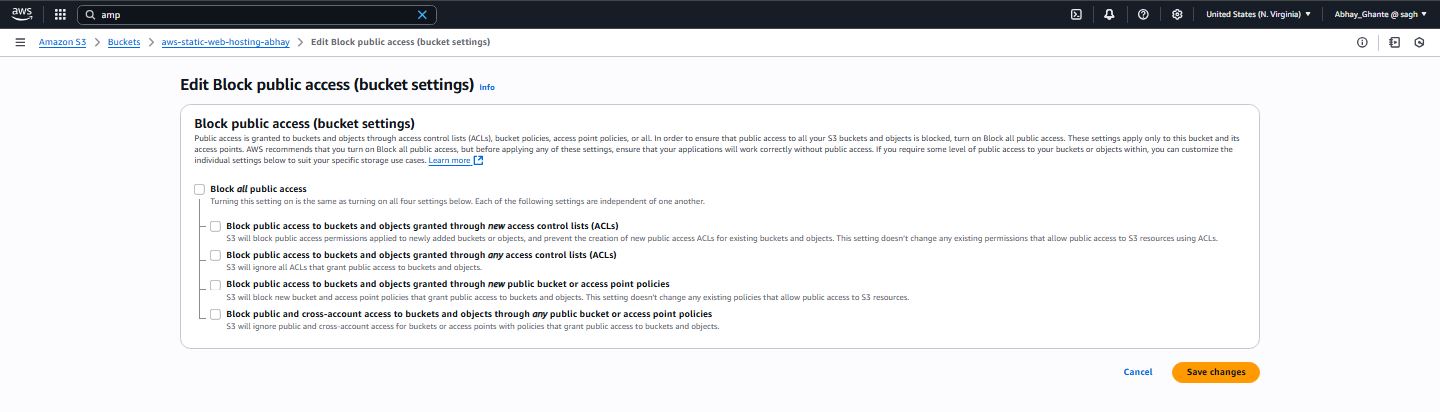 aws
amp
United States (N. Virginia)
Abhay_Ghante @ sagh
Amazon S3
Buckets
aws-static-web-hosting-abhay
Edit Block public access (bucket settings)
Edit Block public access (bucket settings) Info
Block public access (bucket settings)
Public access is granted to buckets and objects through access control lists (ACLs), bucket policies, access point policies, or all. In order to ensure that public access to all your S3 buckets and objects is blocked, turn on Block all public access. These settings apply only to this bucket and its
access points. AWS recommends that you turn on Block all public access, but before applying any of these settings, ensure that your applications will work correctly without public access. If you require some level of public access to your buckets or objects within, you can customize the
individual settings below to suit your specific storage use cases. Learn more
Block all public access
Turning this setting on is the same as turning on all four settings below. Each of the following settings are independent of one another.
Block public access to buckets and objects granted through new access control lists (ACLs)
S3 will block public access permissions applied to newly added buckets or objects, and prevent the creation of new public access ACLs for existing buckets and objects. This setting doesn't change any existing permissions that allow public access to S3 resources using ACLs.
Block public access to buckets and objects granted through any access control lists (ACLs)
S3 will ignore all ACLs that grant public access to buckets and objects.
Block public access to buckets and objects granted through new public bucket or access point policies
S3 will block new bucket and access point policies that grant public access to buckets and objects. This setting doesn't change any existing policies that allow public access to S3 resources.
Block public and cross-account access to buckets and objects through any public bucket or access point policies
S3 will ignore public and cross-account access for buckets or access points with policies that grant public access to buckets and objects.
Cancel
Save changes